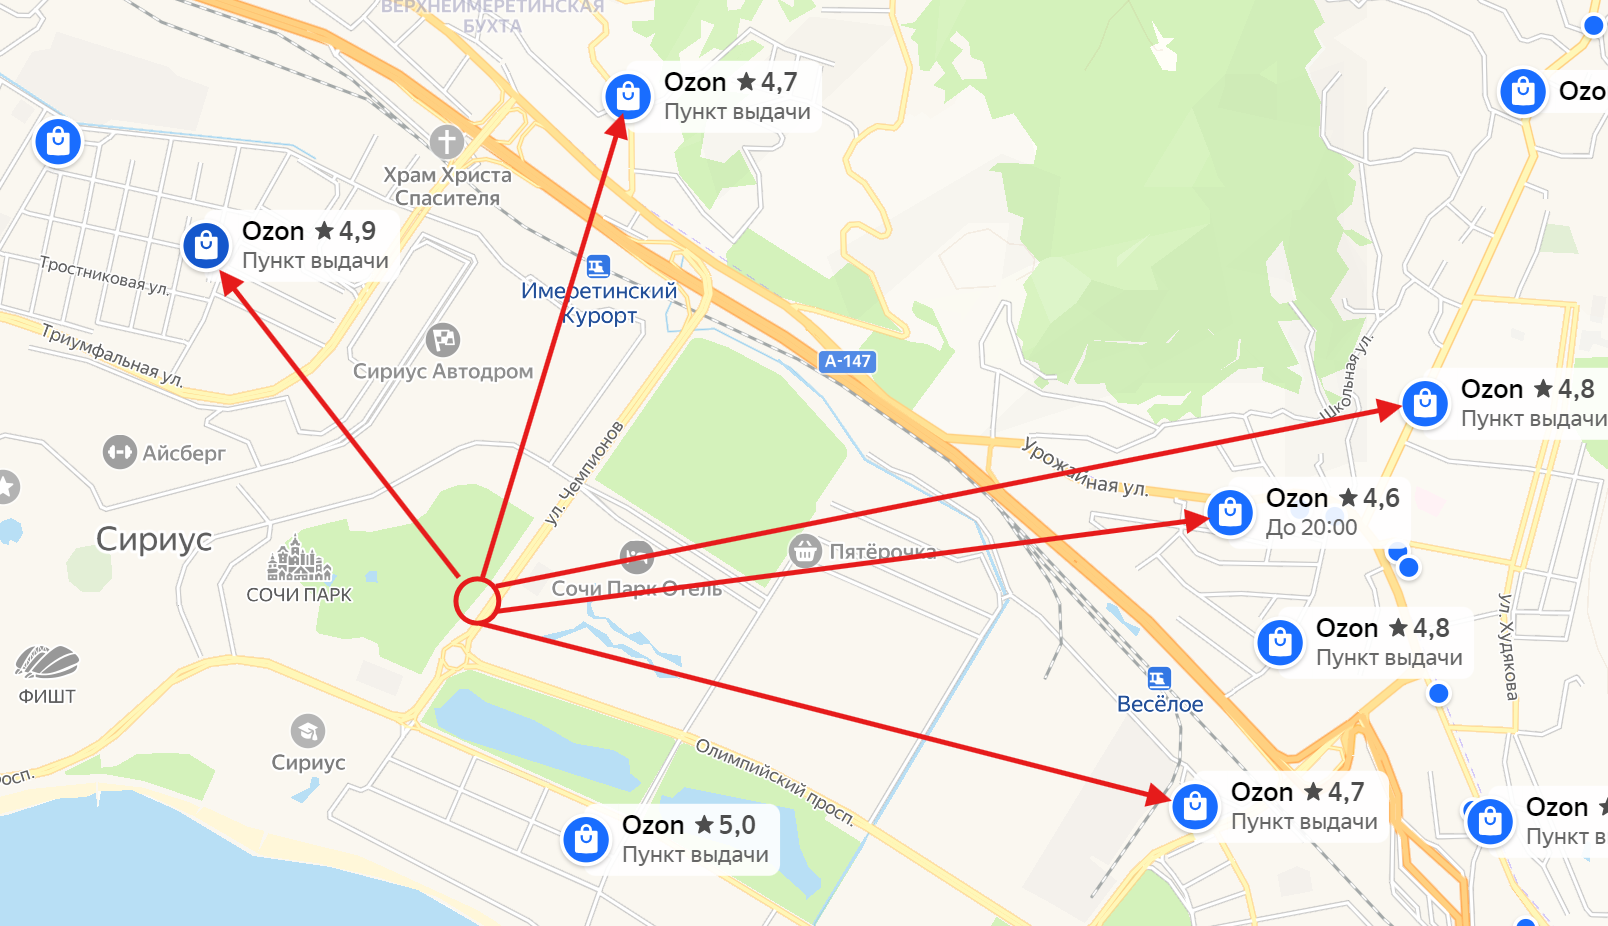 ВЕРХНЕИМЕРЕТИНСКАЯ
БУХТА
Ozon ★ 4,7
Пункт выдачи
Ozo
Храм Христа
Спасителя
Ozon ★ 4,9
Пункт выдачи
Тростниковая ул.
Имеретинский
Курорт
Триумфальная ул.
Сириус Автодром
А-147
Школьная ул.
Ozon ★ 4,8
Пункт выдачи
Айсберг
ул. Чемпионов
Урожайная ул.
Ozon ★ 4,6
До 20:00
Сириус
Пятёрочка
СОЧИ ПАРК
Сочи Парк Отель
ул. Худякова
Ozon ★ 4,8
Пункт выдачи
ФИШТ
Весёлое
Сириус
Олимпийский просп.
росп.
Ozon ★ 4,7
Пункт выдачи
Ozon
Пункт в
Ozon ★ 5,0
Пункт выдачи